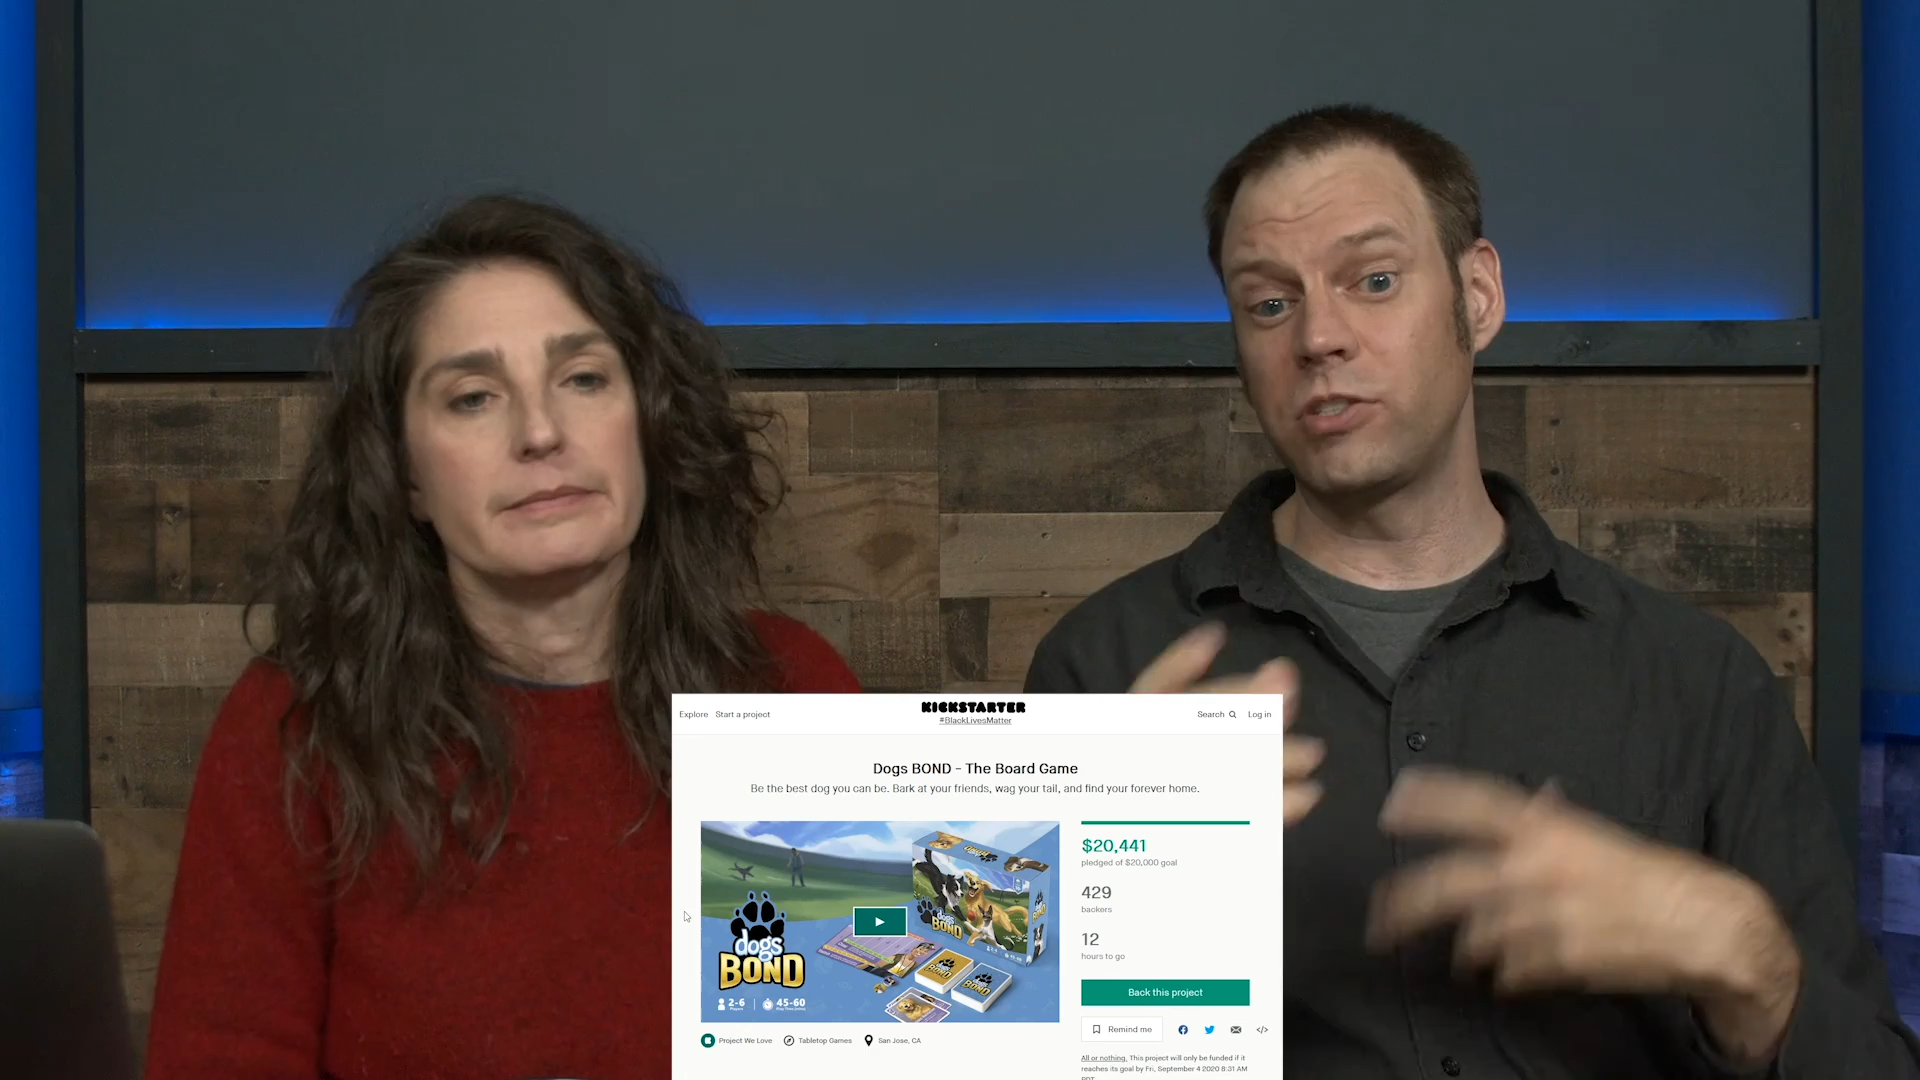 KICKSTARTER
Explore Start a project
#BlackLivesMatter
Search Log in
Dogs BOND - The Board Game
Be the best dog you can be. Bark at your friends, wag your tail, and find your forever home.
$20,441
pledged of $20,000 goal
429
backers
12
hours to go
dogs
BOND
dogs
BOND
2-6
Players
45-60
Back this project
Remind me
Project We Love Tabletop Games San Jose, CA
All or nothing. This project will only be funded if it
reaches its goal by Fri, September 4 2020 8:31 AM
PDT.